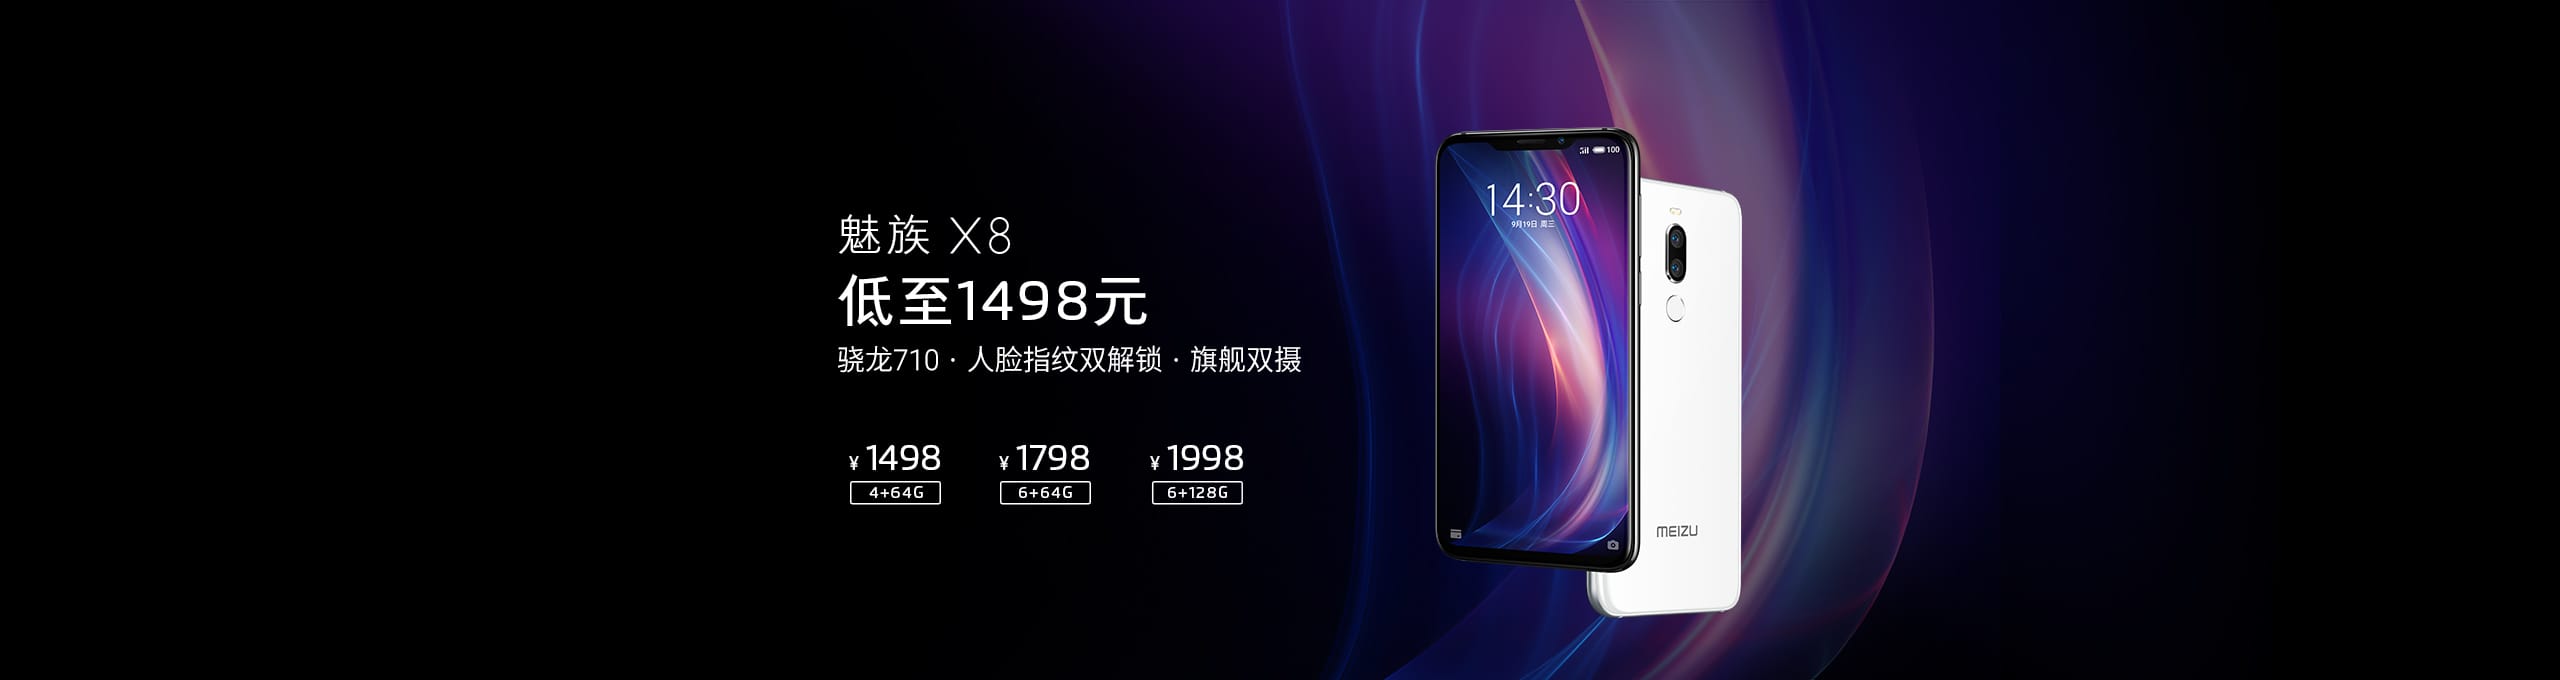 魅族 X8
低至1498元
骁龙710 · 人脸指纹双解锁 · 旗舰双摄
¥ 1498
4+64G
¥ 1798
6+64G
¥ 1998
6+128G
100
14:30
9月19日 周三
MEIZU